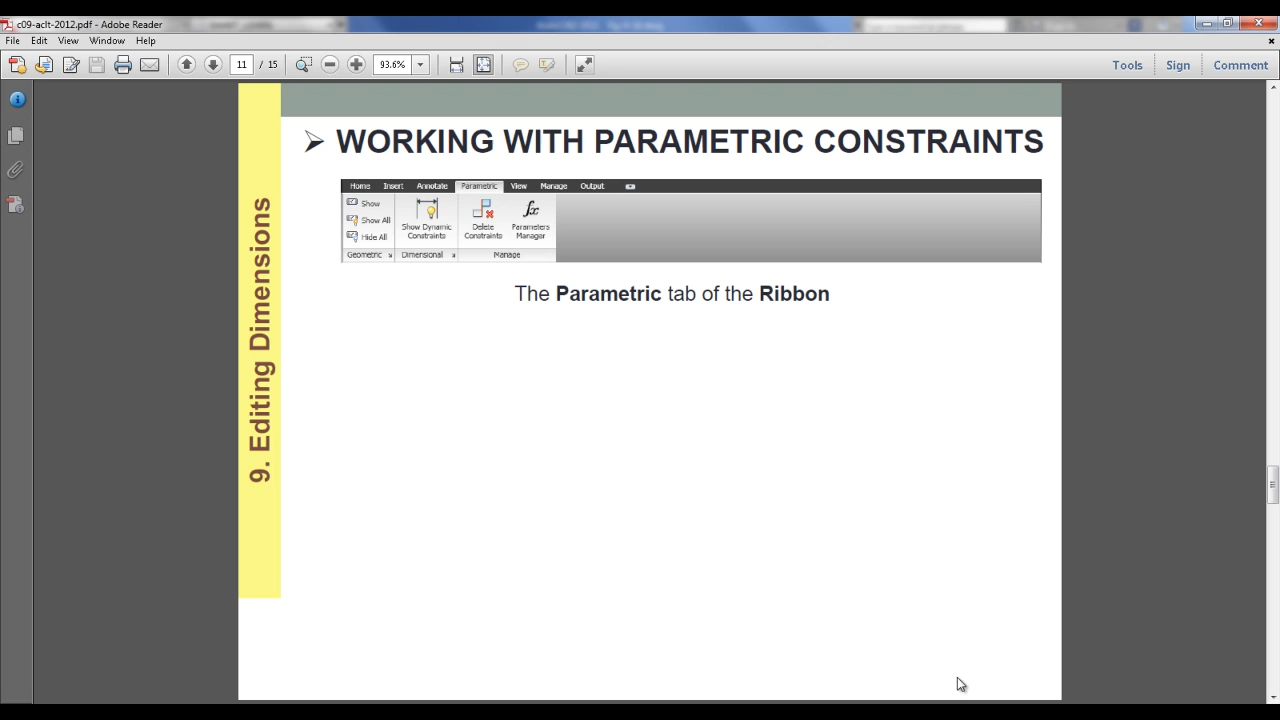 c09-aclt-2012.pdf - Adobe Reader
File Edit View Window Help
11 / 15 93.6% Tools Sign Comment
WORKING WITH PARAMETRIC CONSTRAINTS
Home Insert Annotate Parametric View Manage Output
Show
Show All
Hide All
Geometric
Show Dynamic
Constraints
Dimensional
Delete
Constraints
fx
Parameters
Manager
Manage
The Parametric tab of the Ribbon
9. Editing Dimensions